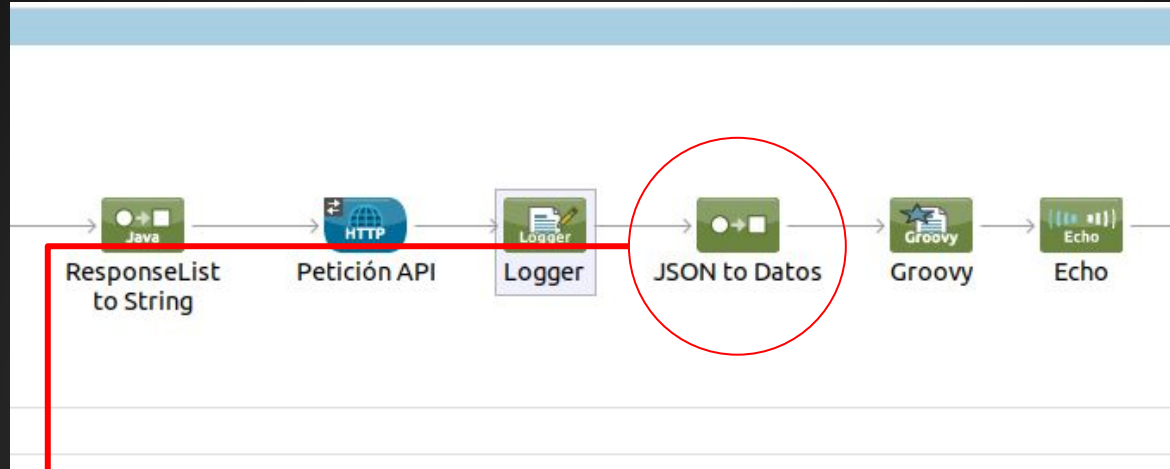 Java
HTTP
Logger
Groovy
Echo
ResponseList
to String
Petición API
Logger
JSON to Datos
Groovy
Echo